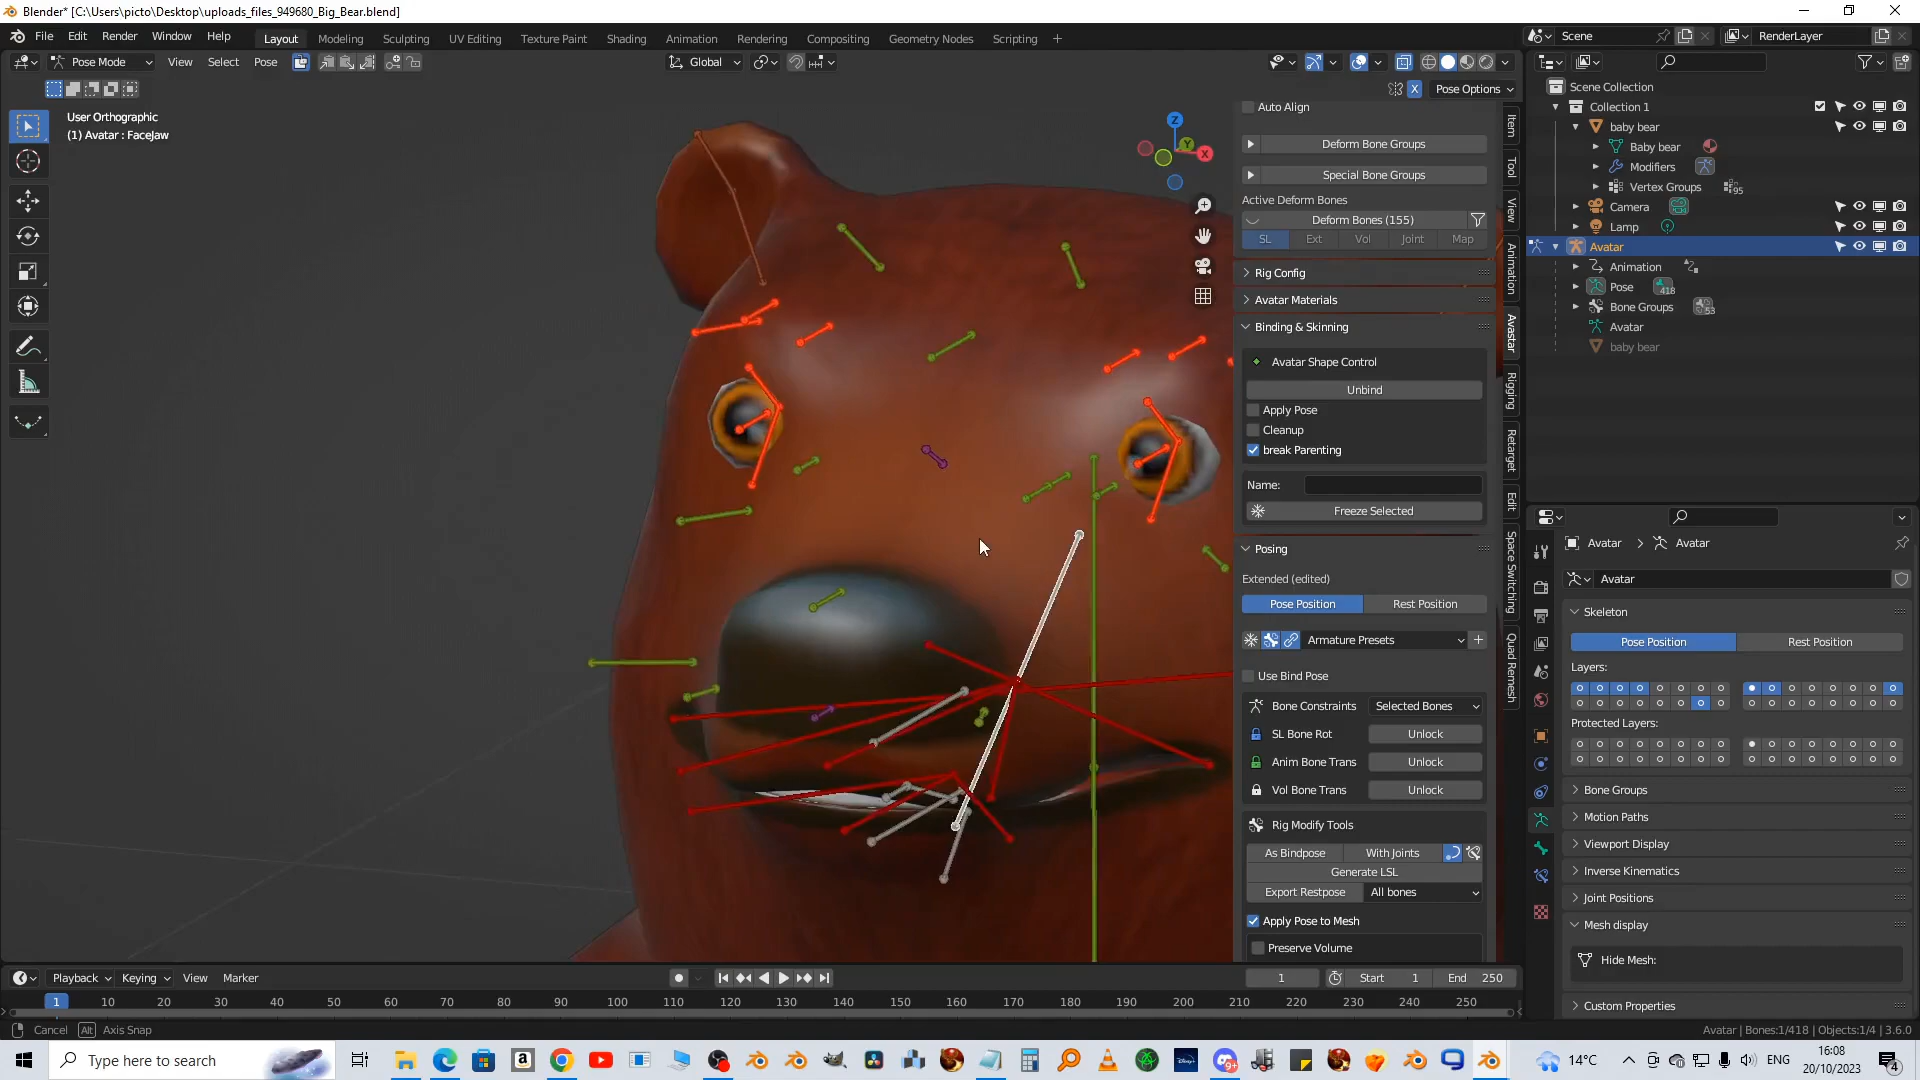 Blender* [C:\Users\picto\Desktop\uploads_files_949680_Big_Bear.blend]
File Edit Render Window Help
Layout Modeling Sculpting UV Editing Texture Paint Shading Animation Rendering Compositing Geometry Nodes Scripting +
Scene RenderLayer
Pose Mode View Select Pose Global
Pose Options
User Orthographic
(1) Avatar : FaceJaw
Z
Y
X
Auto Align
Deform Bone Groups
Special Bone Groups
Active Deform Bones
Deform Bones (155)
SL Ext Vol Joint Map
Rig Config
Avatar Materials
Binding & Skinning
Avatar Shape Control
Unbind
Apply Pose
Cleanup
break Parenting
Name:
Freeze Selected
Posing
Extended (edited)
Pose Position Rest Position
Armature Presets
Use Bind Pose
Bone Constraints Selected Bones
SL Bone Rot Unlock
Anim Bone Trans Unlock
Vol Bone Trans Unlock
Rig Modify Tools
As Bindpose With Joints
Generate LSL
Export Restpose All bones
Apply Pose to Mesh
Preserve Volume
Item
Tool
View
Animation
Avastar
Rigging
Retarget
Edit
Space Switching
Quad Remesh
Scene Collection
Collection 1
baby bear
Baby bear
Modifiers
Vertex Groups 95
Camera
Lamp
Avatar
Animation
Pose 418
Bone Groups 53
Avatar
baby bear
Avatar > Avatar
Avatar
Skeleton
Pose Position Rest Position
Layers:
Protected Layers:
Bone Groups
Motion Paths
Viewport Display
Inverse Kinematics
Joint Positions
Mesh display
Hide Mesh:
Custom Properties
Playback Keying View Marker
1 Start 1 End 250
1 10 20 30 40 50 60 70 80 90 100 110 120 130 140 150 160 170 180 190 200 210 220 230 240 250
Cancel Alt Axis Snap
Avatar | Bones:1/418 | Objects:1/4 | 3.6.0
Type here to search
14°C
ENG
16:08
20/10/2023
4